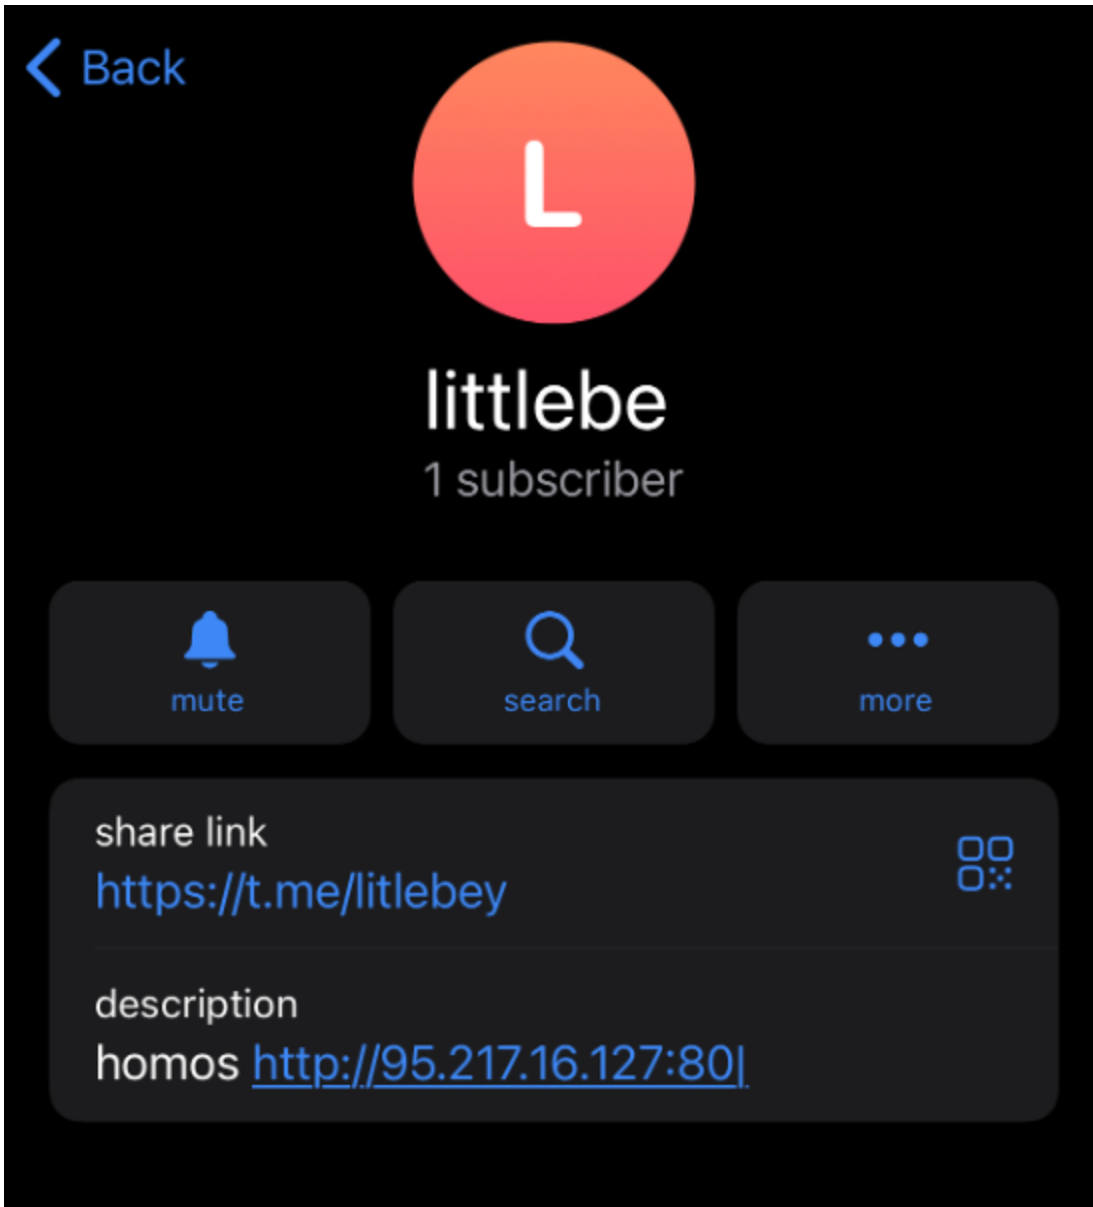 Back
L
littlebe
1 subscriber
mute
search
more
share link
https://t.me/litlebey
description
homos http://95.217.16.127:80|